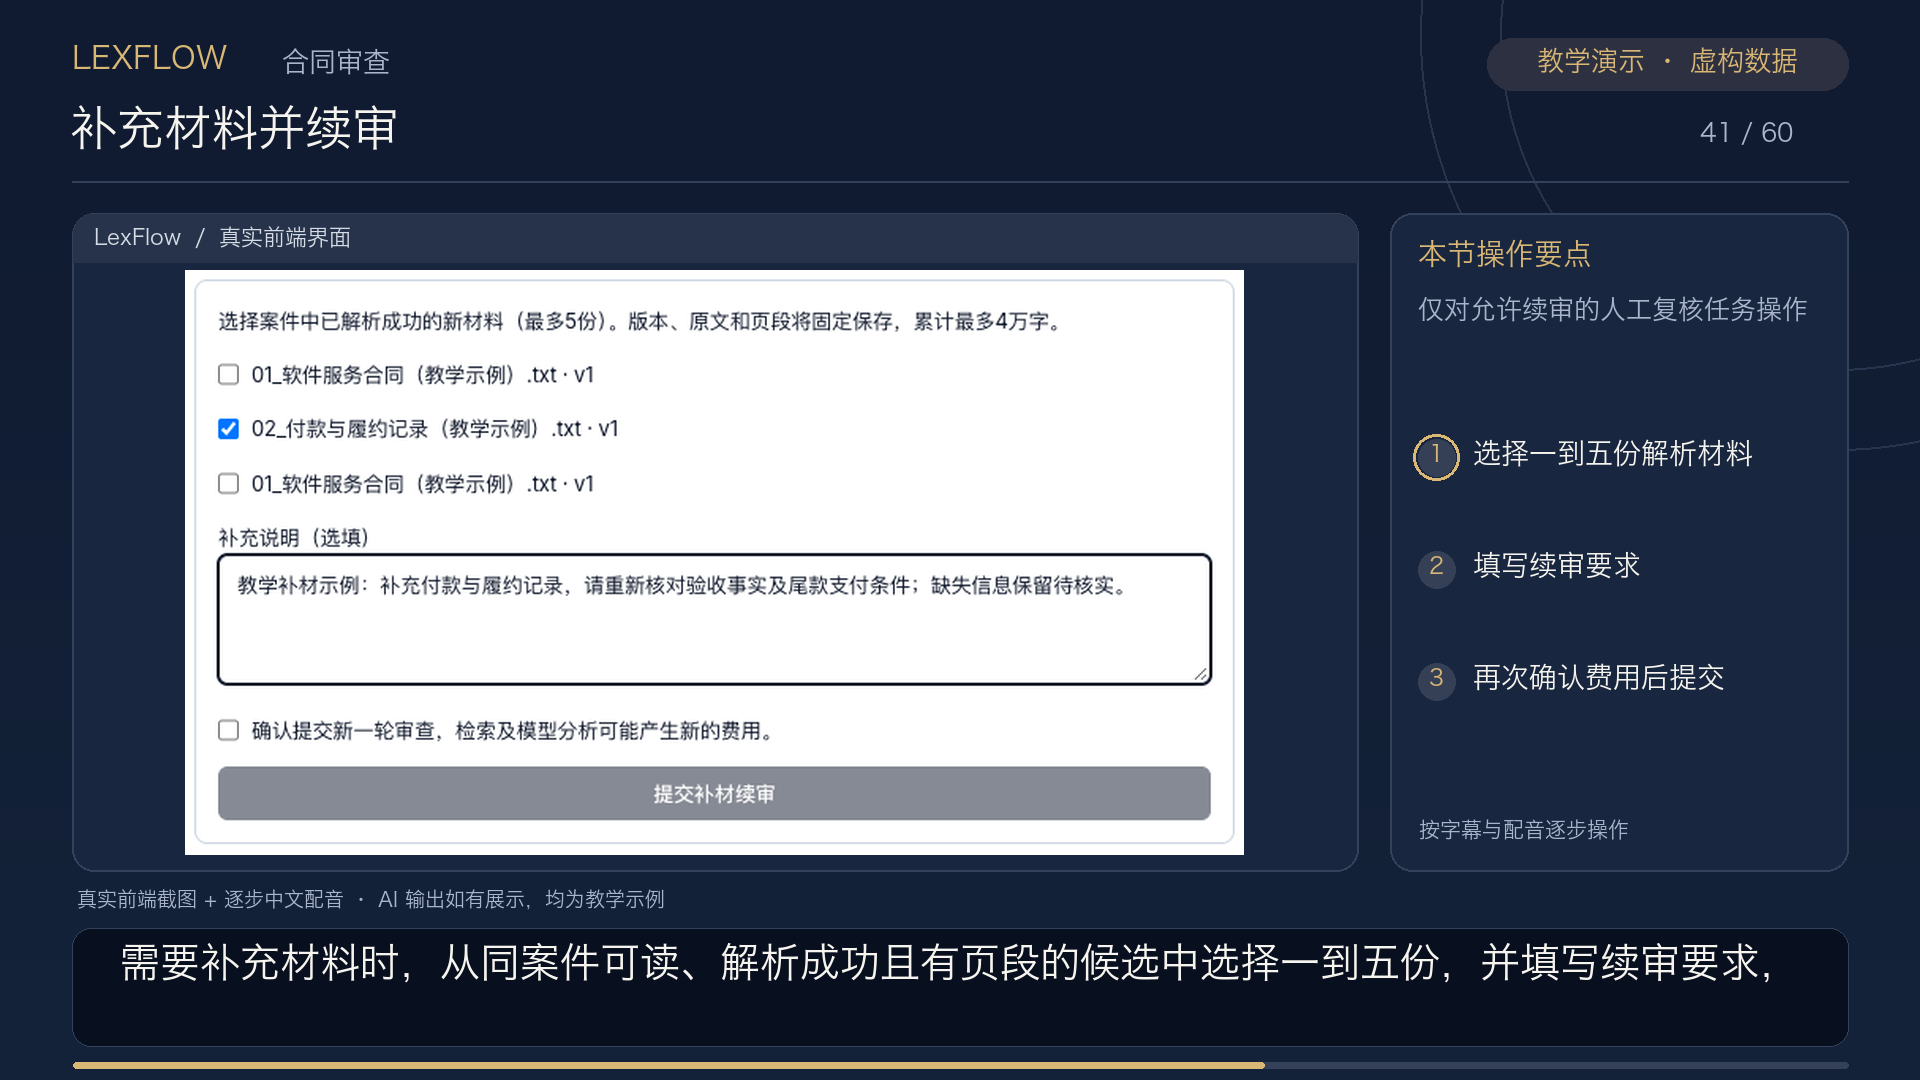 LEXFLOW 合同审查
教学演示 · 虚构数据
补充材料并续审
41 / 60
LexFlow / 真实前端界面
选择案件中已解析成功的新材料（最多5份）。版本、原文和页段将固定保存，累计最多4万字。
01_软件服务合同（教学示例）.txt · v1
02_付款与履约记录（教学示例）.txt · v1
01_软件服务合同（教学示例）.txt · v1
补充说明（选填）
教学补材示例：补充付款与履约记录，请重新核对验收事实及尾款支付条件；缺失信息保留待核实。
确认提交新一轮审查，检索及模型分析可能产生新的费用。
提交补材续审
本节操作要点
仅对允许续审的人工复核任务操作
1 选择一到五份解析材料
2 填写续审要求
3 再次确认费用后提交
按字幕与配音逐步操作
真实前端截图 + 逐步中文配音 · AI 输出如有展示，均为教学示例
需要补充材料时，从同案件可读、解析成功且有页段的候选中选择一到五份，并填写续审要求，